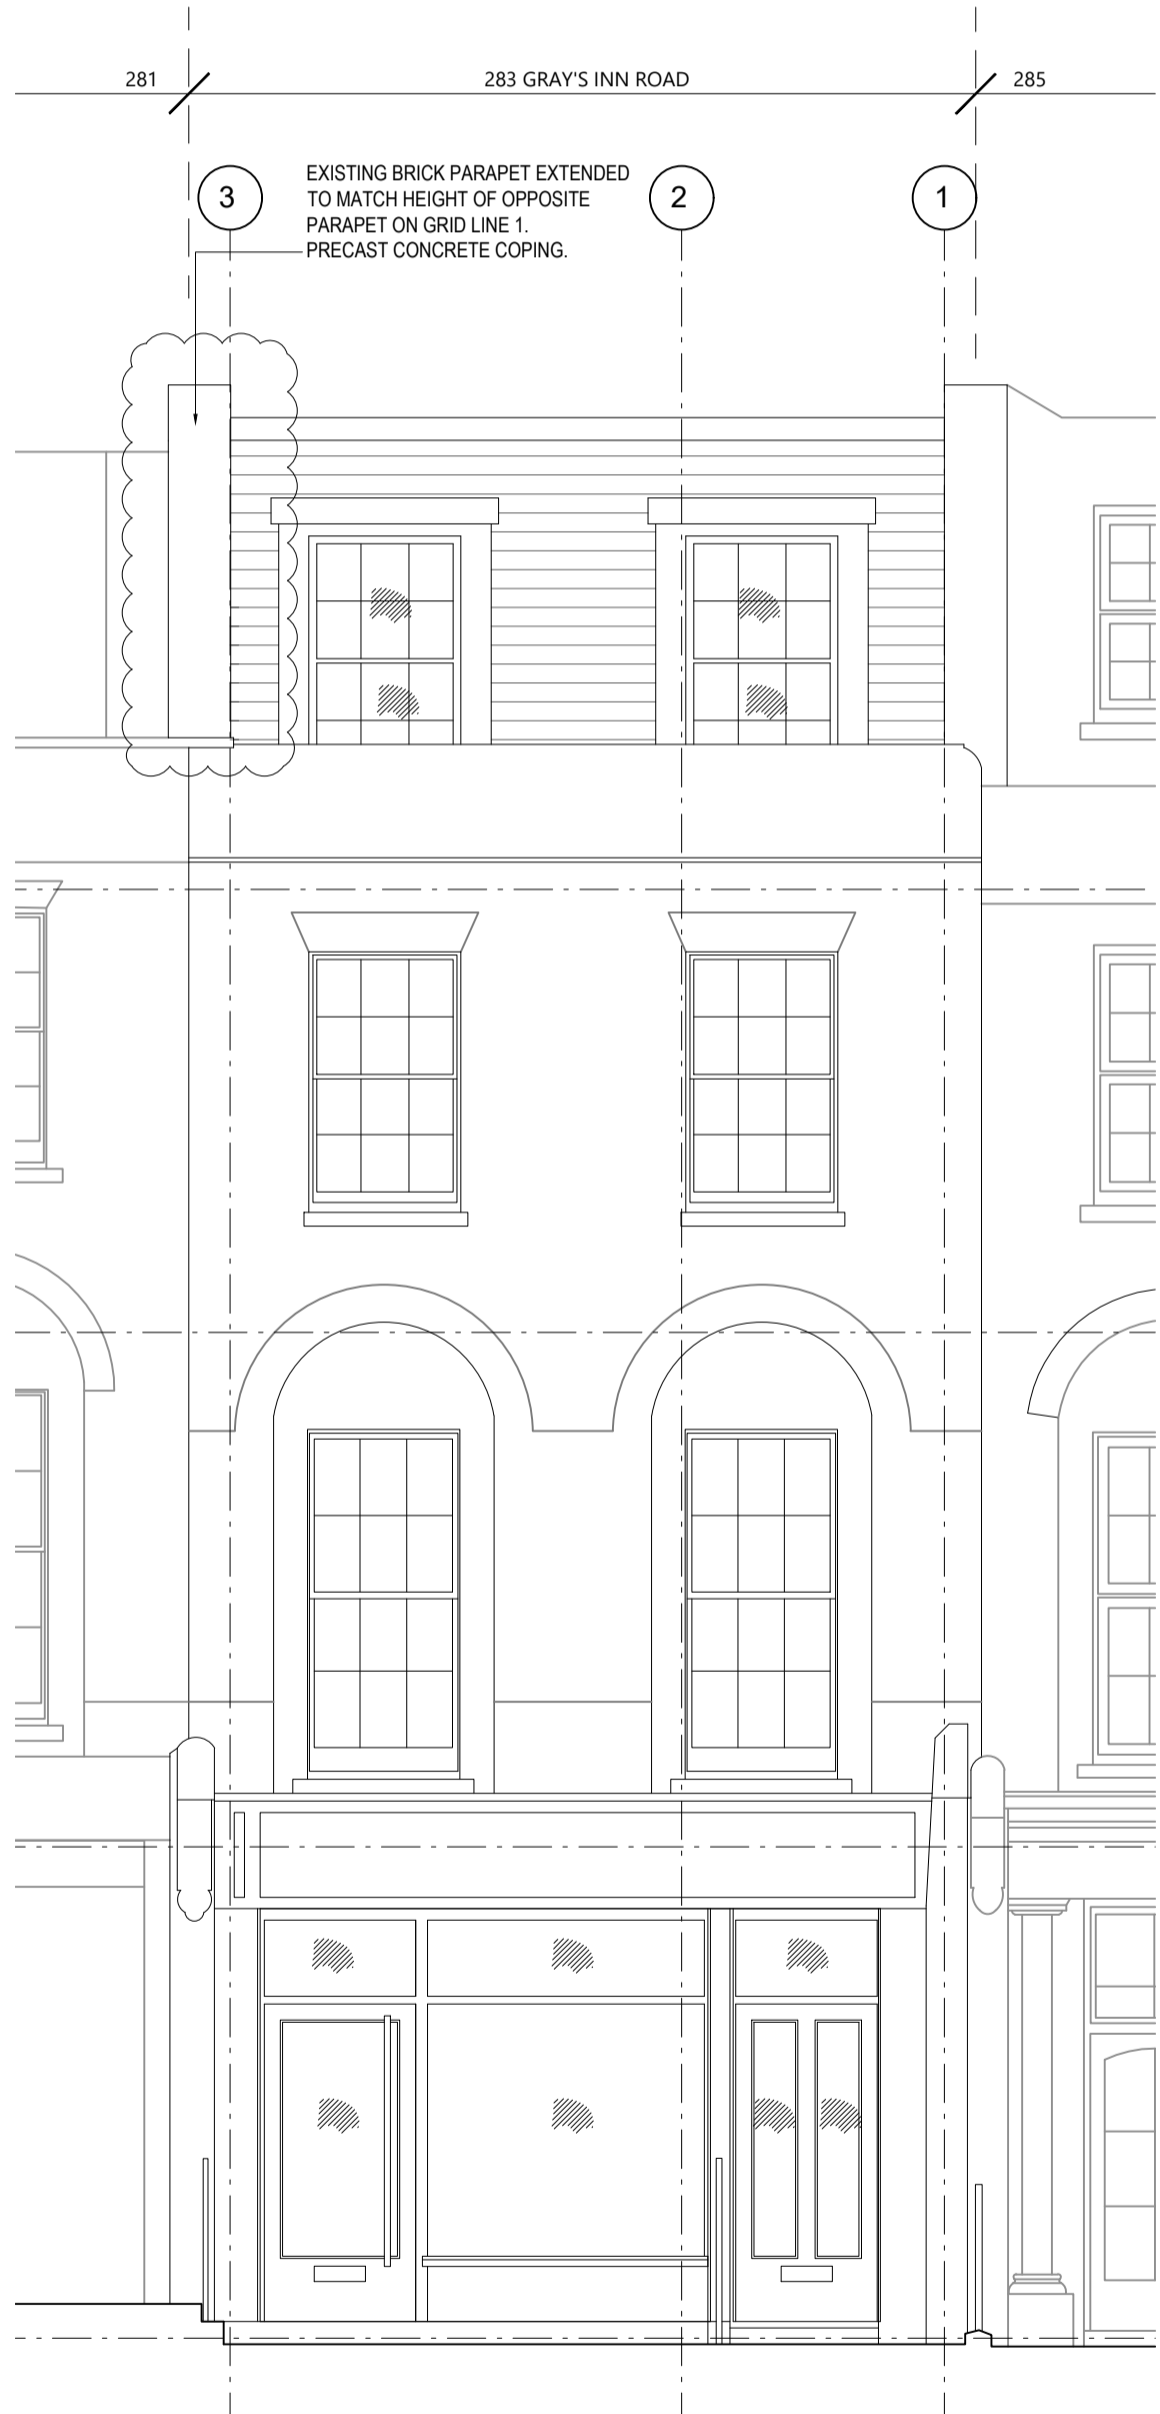 281
283 GRAY'S INN ROAD
285
3
EXISTING BRICK PARAPET EXTENDED
TO MATCH HEIGHT OF OPPOSITE
PARAPET ON GRID LINE 1.
PRECAST CONCRETE COPING.
2
1